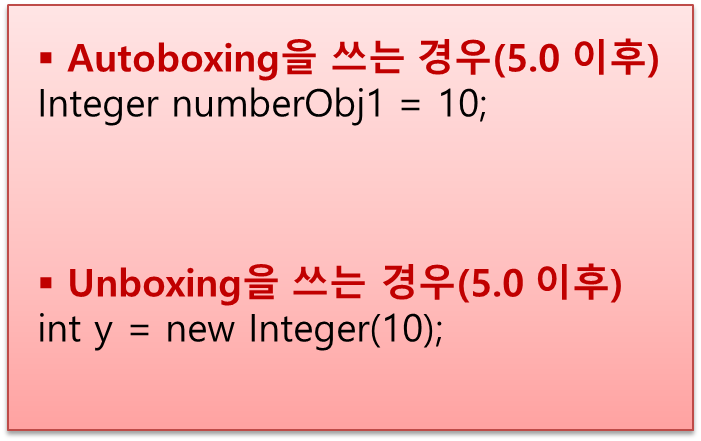 ▪ Autoboxing을 쓰는 경우(5.0 이후)
Integer numberObj1 = 10;
▪ Unboxing을 쓰는 경우(5.0 이후)
int y = new Integer(10);